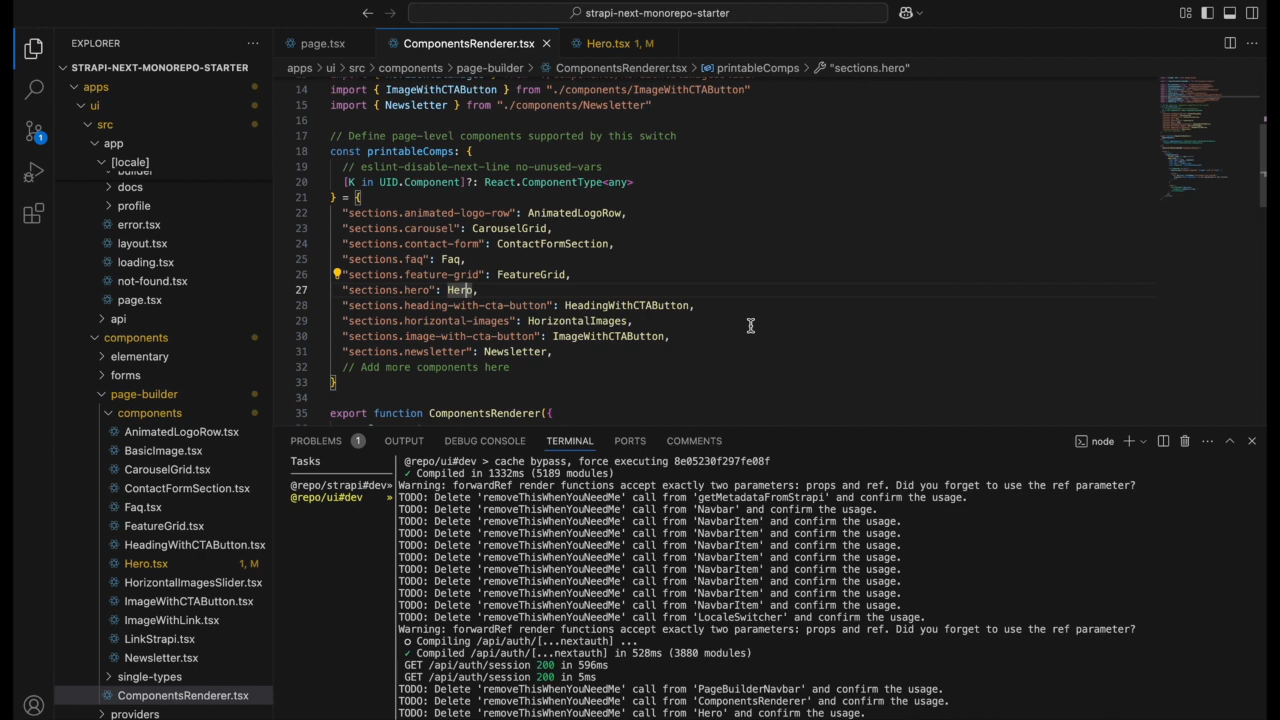 strapi-next-monorepo-starter
EXPLORER
page.tsx
ComponentsRenderer.tsx
Hero.tsx 1, M
STRAPI-NEXT-MONOREPO-STARTER
apps > ui > src > components > page-builder > ComponentsRenderer.tsx > printableComps > "sections.hero"
apps
ui
src
app
[locale]
builder
docs
profile
error.tsx
layout.tsx
loading.tsx
not-found.tsx
page.tsx
api
components
elementary
forms
page-builder
components
AnimatedLogoRow.tsx
BasicImage.tsx
CarouselGrid.tsx
ContactFormSection.tsx
Faq.tsx
FeatureGrid.tsx
HeadingWithCTAButton.tsx
Hero.tsx 1, M
HorizontalImagesSlider.tsx
ImageWithCTAButton.tsx
ImageWithLink.tsx
LinkStrapi.tsx
Newsletter.tsx
single-types
ComponentsRenderer.tsx
providers
1
14 import { ImageWithCTAButton } from "./components/ImageWithCTAButton"
15 import { Newsletter } from "./components/Newsletter"
16
17 // Define page-level components supported by this switch
18 const printableComps: {
19 // eslint-disable-next-line no-unused-vars
20 [K in UID.Component]?: React.ComponentType<any>
21 } = {
22 "sections.animated-logo-row": AnimatedLogoRow,
23 "sections.carousel": CarouselGrid,
24 "sections.contact-form": ContactFormSection,
25 "sections.faq": Faq,
26 "sections.feature-grid": FeatureGrid,
27 "sections.hero": Hero,
28 "sections.heading-with-cta-button": HeadingWithCTAButton,
29 "sections.horizontal-images": HorizontalImages,
30 "sections.image-with-cta-button": ImageWithCTAButton,
31 "sections.newsletter": Newsletter,
32 // Add more components here
33 }
34
35 export function ComponentsRenderer({
PROBLEMS 1 OUTPUT DEBUG CONSOLE TERMINAL PORTS COMMENTS
node
Tasks
@repo/strapi#dev»
@repo/ui#dev »
@repo/ui#dev > cache bypass, force executing 8e05230f297fe08f
✓ Compiled in 1332ms (5189 modules)
Warning: forwardRef render functions accept exactly two parameters: props and ref. Did you forget to use the ref parameter?
TODO: Delete 'removeThisWhenYouNeedMe' call from 'getMetadataFromStrapi' and confirm the usage.
TODO: Delete 'removeThisWhenYouNeedMe' call from 'Navbar' and confirm the usage.
TODO: Delete 'removeThisWhenYouNeedMe' call from 'NavbarItem' and confirm the usage.
TODO: Delete 'removeThisWhenYouNeedMe' call from 'NavbarItem' and confirm the usage.
TODO: Delete 'removeThisWhenYouNeedMe' call from 'NavbarItem' and confirm the usage.
TODO: Delete 'removeThisWhenYouNeedMe' call from 'NavbarItem' and confirm the usage.
TODO: Delete 'removeThisWhenYouNeedMe' call from 'NavbarItem' and confirm the usage.
TODO: Delete 'removeThisWhenYouNeedMe' call from 'NavbarItem' and confirm the usage.
TODO: Delete 'removeThisWhenYouNeedMe' call from 'NavbarItem' and confirm the usage.
TODO: Delete 'removeThisWhenYouNeedMe' call from 'NavbarItem' and confirm the usage.
TODO: Delete 'removeThisWhenYouNeedMe' call from 'LocaleSwitcher' and confirm the usage.
Warning: forwardRef render functions accept exactly two parameters: props and ref. Did you forget to use the ref parameter?
○ Compiling /api/auth/[...nextauth] ...
✓ Compiled /api/auth/[...nextauth] in 528ms (3880 modules)
GET /api/auth/session 200 in 596ms
GET /api/auth/session 200 in 5ms
TODO: Delete 'removeThisWhenYouNeedMe' call from 'PageBuilderNavbar' and confirm the usage.
TODO: Delete 'removeThisWhenYouNeedMe' call from 'ComponentsRenderer' and confirm the usage.
TODO: Delete 'removeThisWhenYouNeedMe' call from 'Hero' and confirm the usage.